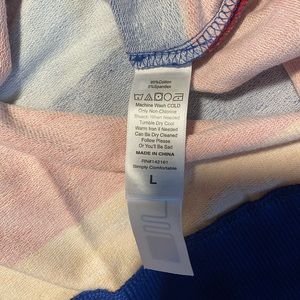 95%Cotton
5%Spandex
Machine Wash COLD
Only Non-Chlorine
Bleach When Needed
Tumble Dry Cool
Warm Iron if Needed
Can Be Dry Cleaned
Follow Please
Or You'll Be Sad
MADE IN CHINA
RN#142161
Simply Comfortable
L